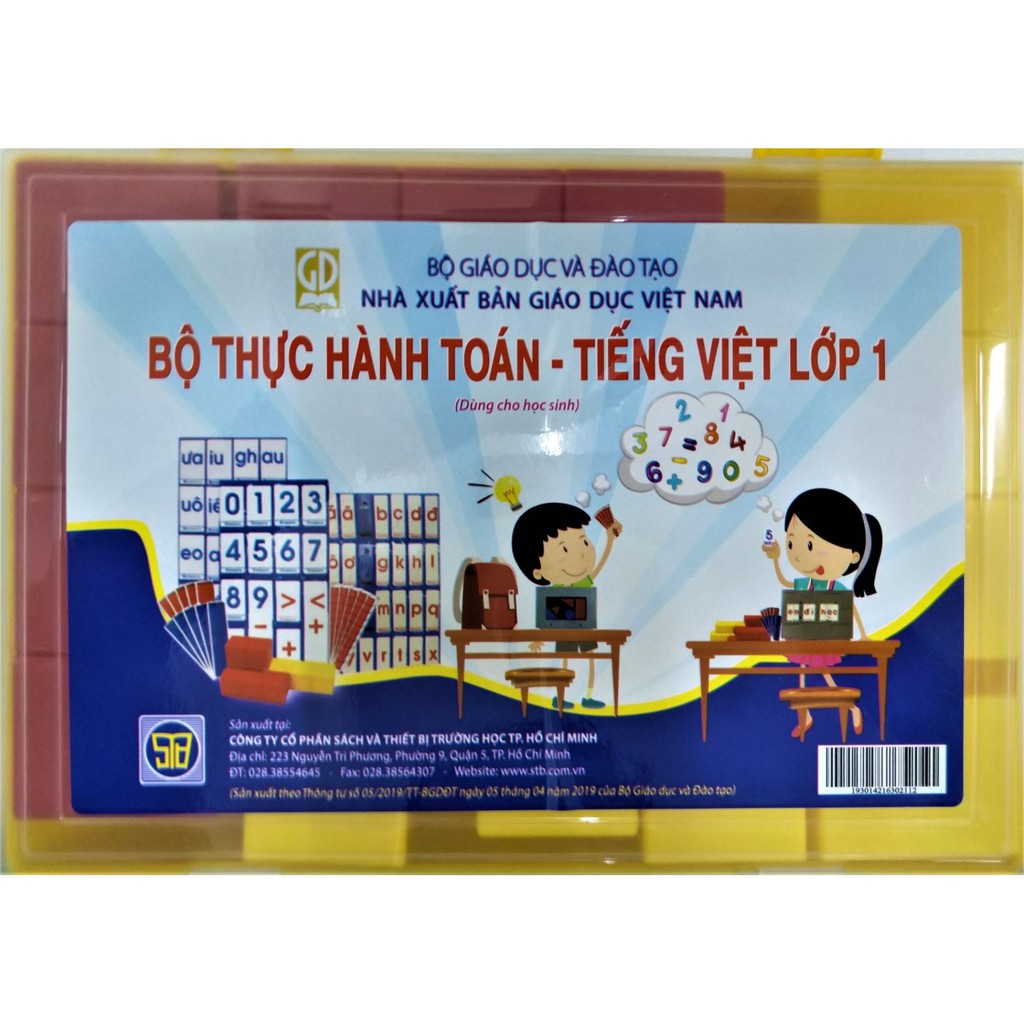 GD
BỘ GIÁO DỤC VÀ ĐÀO TẠO
NHÀ XUẤT BẢN GIÁO DỤC VIỆT NAM
BỘ THỰC HÀNH TOÁN - TIẾNG VIỆT LỚP 1
(Dùng cho học sinh)
2 1
3 7 = 8 4
6 + - 9 0 5
ưa iu gh au
uô iê
eo
0 1 2 3
4 5 6 7
8 9 > <
- +
+
â b c d đ
ơ g k h l
m n p q
v r t s x
5
em đi học
STB
Sản xuất tại:
CÔNG TY CỔ PHẦN SÁCH VÀ THIẾT BỊ TRƯỜNG HỌC TP. HỒ CHÍ MINH
Địa chỉ: 223 Nguyễn Tri Phương, Phường 9, Quận 5, TP. Hồ Chí Minh
ĐT: 028.38554645 · Fax: 028.38564307 · Website: www.stb.com.vn
(Sản xuất theo Thông tư số 05/2019/TT-BGDĐT ngày 05 tháng 04 năm 2019 của Bộ Giáo dục và Đào tạo)
193014216302112